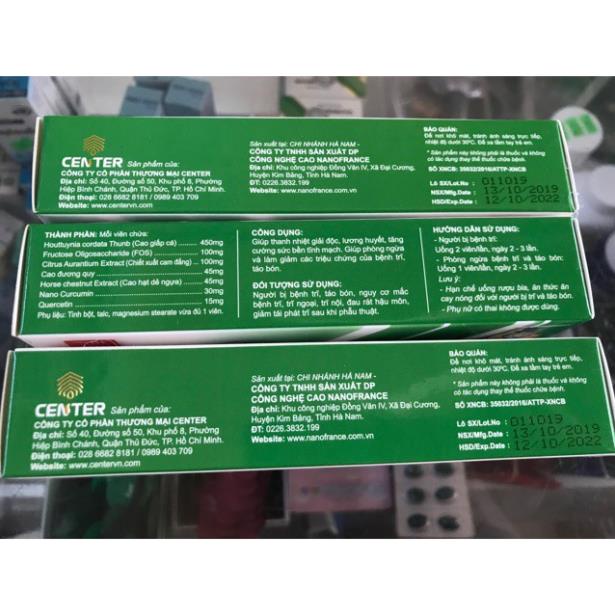 CENTER Sản phẩm của:
CÔNG TY CỔ PHẦN THƯƠNG MẠI CENTER
Địa chỉ: Số 40, Đường số 50, Khu phố 8, Phường
Hiệp Bình Chánh, Quận Thủ Đức, TP. Hồ Chí Minh.
Điện thoại: 028 6682 8181 / 0989 403 709
Website: www.centervn.com
Sản xuất tại: CHI NHÁNH HÀ NAM -
CÔNG TY TNHH SẢN XUẤT DP
CÔNG NGHỆ CAO NANOFRANCE
Địa chỉ: Khu công nghiệp Đồng Văn IV, Xã Đại Cương,
Huyện Kim Bảng, Tỉnh Hà Nam.
ĐT: 0226.3832.199
Website: www.nanofrance.com.vn
BẢO QUẢN:
Để nơi khô mát, tránh ánh sáng trực tiếp,
nhiệt độ dưới 30°C. Để xa tầm tay trẻ em.
* Sản phẩm này không phải là thuốc và không
có tác dụng thay thế thuốc chữa bệnh.
SỐ XNCB: 35032/2016/ATTP-XNCB
Lô SX/Lot.No : 011019
NSX/Mfg.Date : 13/10/2019
HSD/Exp.Date : 12/10/2022
THÀNH PHẦN: Mỗi viên chứa:
Houttuynia cordata Thunb (Cao giấp cá) 450mg
Fructose Oligosaccharide (FOS) 100mg
Citrus Aurantium Extract (Chiết xuất cam đắng) 100mg
Cao đương quy 45mg
Horse chestnut Extract (Cao hạt dẻ ngựa) 45mg
Nano Curcumin 30mg
Quercetin 15mg
Phụ liệu: Tinh bột, talc, magnesium stearate vừa đủ 1 viên.
CÔNG DỤNG:
Giúp thanh nhiệt giải độc, lương huyết, tăng
cường sức bền tĩnh mạch. Giúp phòng ngừa
và làm giảm các triệu chứng của bệnh trĩ,
táo bón.
ĐỐI TƯỢNG SỬ DỤNG:
Người bị bệnh trĩ, táo bón, nguy cơ mắc
bệnh trĩ, trĩ ngoại, trĩ nội, đau rát hậu môn,
giảm tái phát trĩ sau khi phẫu thuật.
HƯỚNG DẪN SỬ DỤNG:
- Người bị bệnh trĩ:
Uống 2 viên/lần, ngày 2 - 3 lần.
- Phòng ngừa bệnh trĩ và táo bón:
Uống 1 viên/lần, ngày 2 - 3 lần.
Lưu ý:
- Hạn chế uống rượu bia, ăn thức ăn
cay nóng đối với người bị trĩ và táo bón.
- Phụ nữ có thai không được dùng.
CENTER Sản phẩm của:
CÔNG TY CỔ PHẦN THƯƠNG MẠI CENTER
Địa chỉ: Số 40, Đường số 50, Khu phố 8, Phường
Hiệp Bình Chánh, Quận Thủ Đức, TP. Hồ Chí Minh.
Điện thoại: 028 6682 8181 / 0989 403 709
Website: www.centervn.com
Sản xuất tại: CHI NHÁNH HÀ NAM -
CÔNG TY TNHH SẢN XUẤT DP
CÔNG NGHỆ CAO NANOFRANCE
Địa chỉ: Khu công nghiệp Đồng Văn IV, Xã Đại Cương,
Huyện Kim Bảng, Tỉnh Hà Nam.
ĐT: 0226.3832.199
Website: www.nanofrance.com.vn
BẢO QUẢN:
Để nơi khô mát, tránh ánh sáng trực tiếp,
nhiệt độ dưới 30°C. Để xa tầm tay trẻ em.
* Sản phẩm này không phải là thuốc và không
có tác dụng thay thế thuốc chữa bệnh.
SỐ XNCB: 35032/2016/ATTP-XNCB
Lô SX/Lot.No : 011019
NSX/Mfg.Date : 13/10/2019
HSD/Exp.Date : 12/10/2022